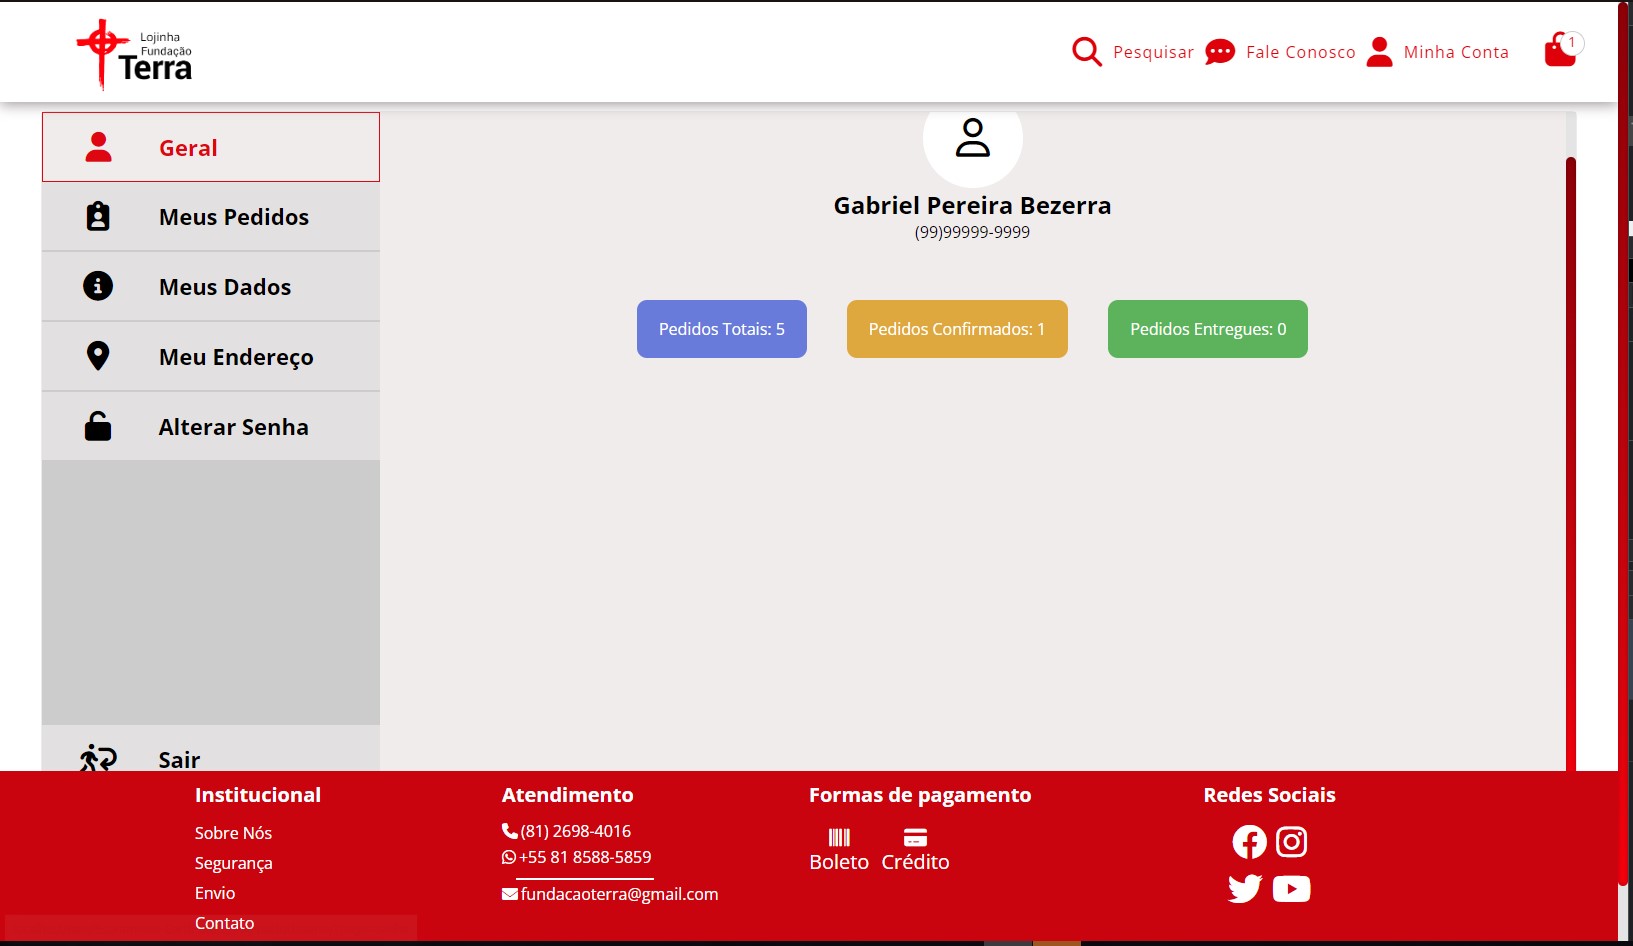 Lojinha
Fundação
Terra
Pesquisar
Fale Conosco
Minha Conta
1
Geral
Meus Pedidos
Meus Dados
Meu Endereço
Alterar Senha
Sair
Gabriel Pereira Bezerra
(99)99999-9999
Pedidos Totais: 5
Pedidos Confirmados: 1
Pedidos Entregues: 0
Institucional
Sobre Nós
Segurança
Envio
Contato
Atendimento
(81) 2698-4016
+55 81 8588-5859
fundacaoterra@gmail.com
Formas de pagamento
Boleto
Crédito
Redes Sociais